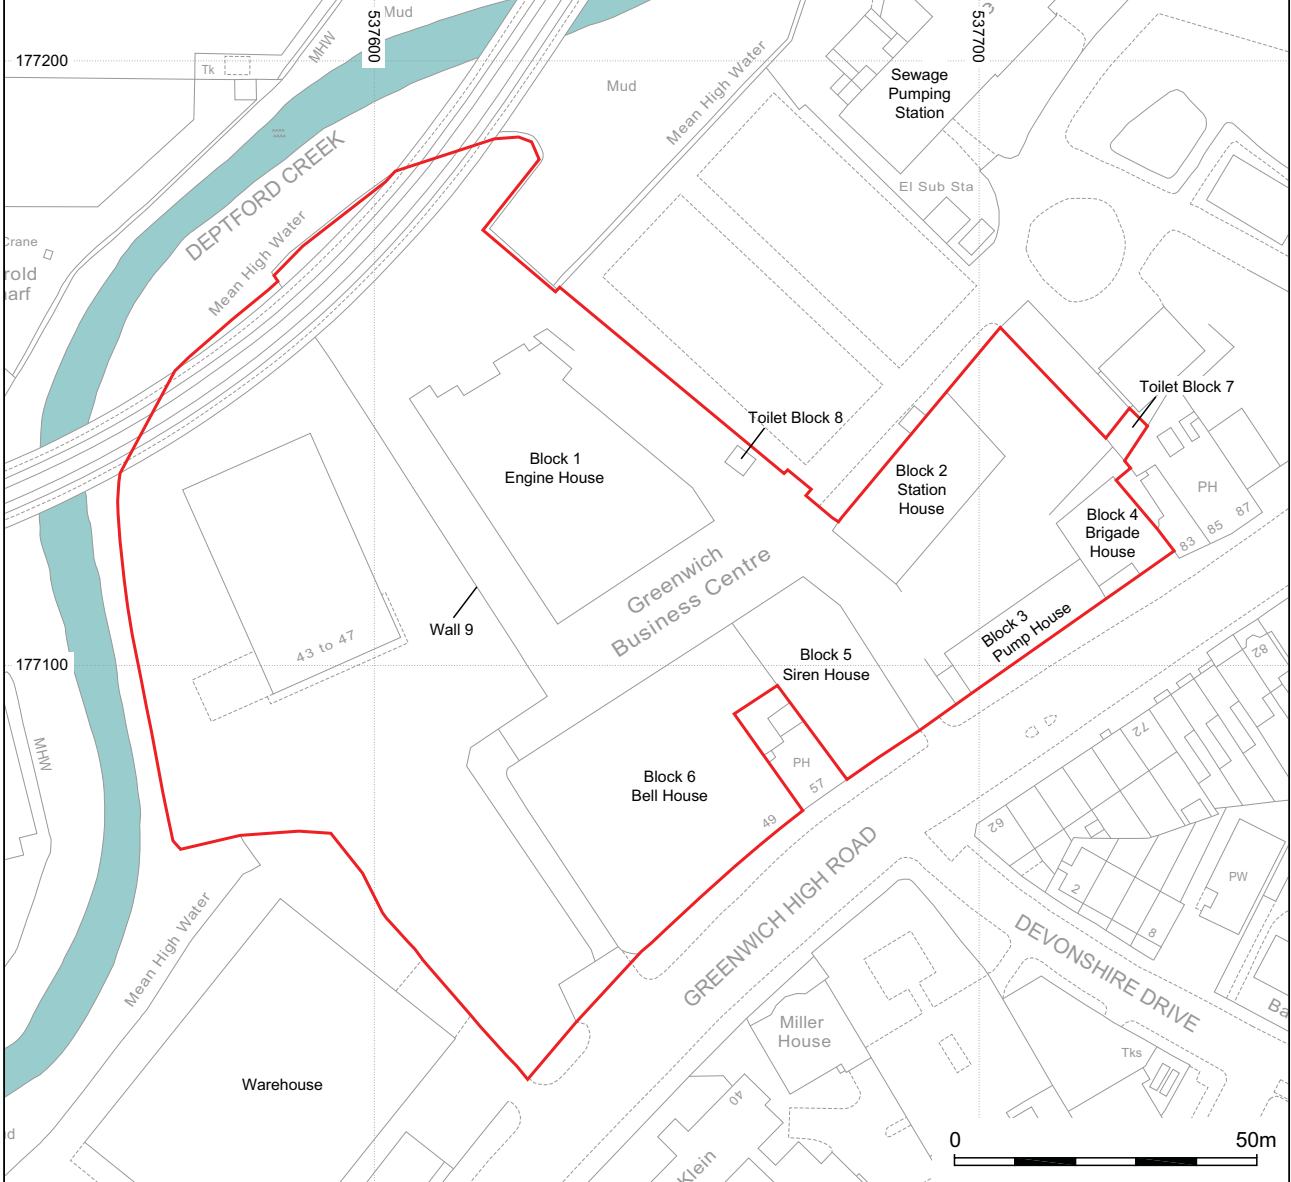 537600
Mud
MHW
537700
3
177200
Tk
Sewage
Pumping
Station
Mud
Mean High Water
DEPTFORD CREEK
El Sub Sta
Crane
Mean High Water
Toilet Block 7
Toilet Block 8
Block 1
Engine House
Block 2
Station
House
PH
Block 4
Brigade
House
83
85
87
Greenwich
Business Centre
Wall 9
43 to 47
Block 3
Pump House
177100
Block 5
Siren House
82
MHW
72
PH
57
Block 6
Bell House
49
62
GREENWICH HIGH ROAD
PW
2
8
Mean High Water
DEVONSHIRE DRIVE
Miller
House
Tks
Warehouse
40
Klein
0
50m